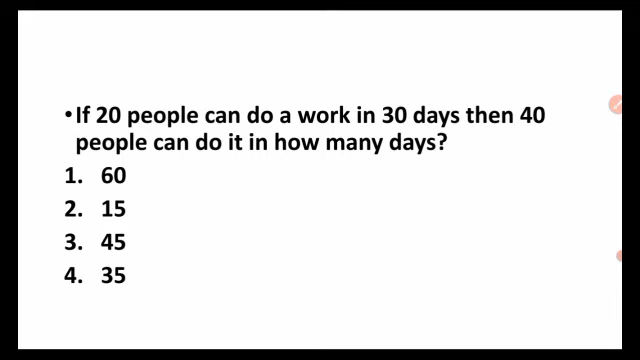 •If 20 people can do a work in 30 days then 40
people can do it in how many days?
1. 60
2. 15
3. 45
4. 35